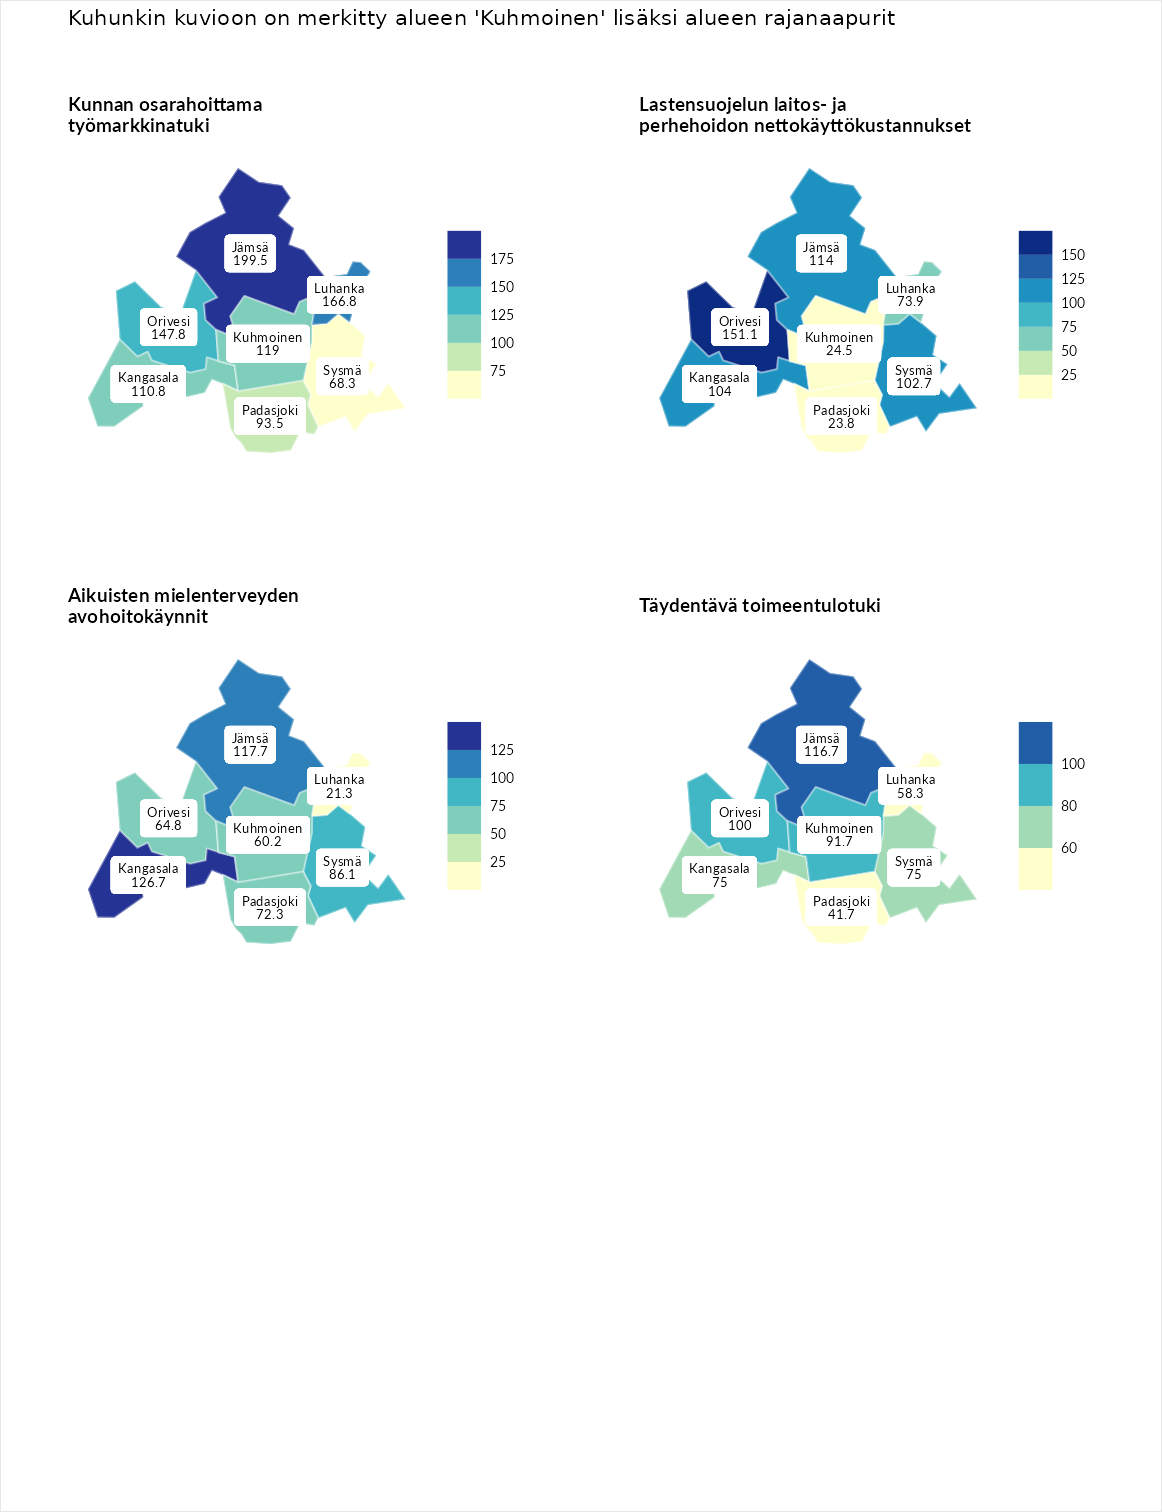 Kuhunkin kuvioon on merkitty alueen 'Kuhmoinen' lisäksi alueen rajanaapurit
Kunnan osarahoittama
työmarkkinatuki
Jämsä
199.5
Luhanka
166.8
Orivesi
147.8
Kuhmoinen
119
Kangasala
110.8
Sysmä
68.3
Padasjoki
93.5
175
150
125
100
75
Lastensuojelun laitos- ja
perhehoidon nettokäyttökustannukset
Jämsä
114
Luhanka
73.9
Orivesi
151.1
Kuhmoinen
24.5
Kangasala
104
Sysmä
102.7
Padasjoki
23.8
150
125
100
75
50
25
Aikuisten mielenterveyden
avohoitokäynnit
Jämsä
117.7
Luhanka
21.3
Orivesi
64.8
Kuhmoinen
60.2
Kangasala
126.7
Sysmä
86.1
Padasjoki
72.3
125
100
75
50
25
Täydentävä toimeentulotuki
Jämsä
116.7
Luhanka
58.3
Orivesi
100
Kuhmoinen
91.7
Kangasala
75
Sysmä
75
Padasjoki
41.7
100
80
60